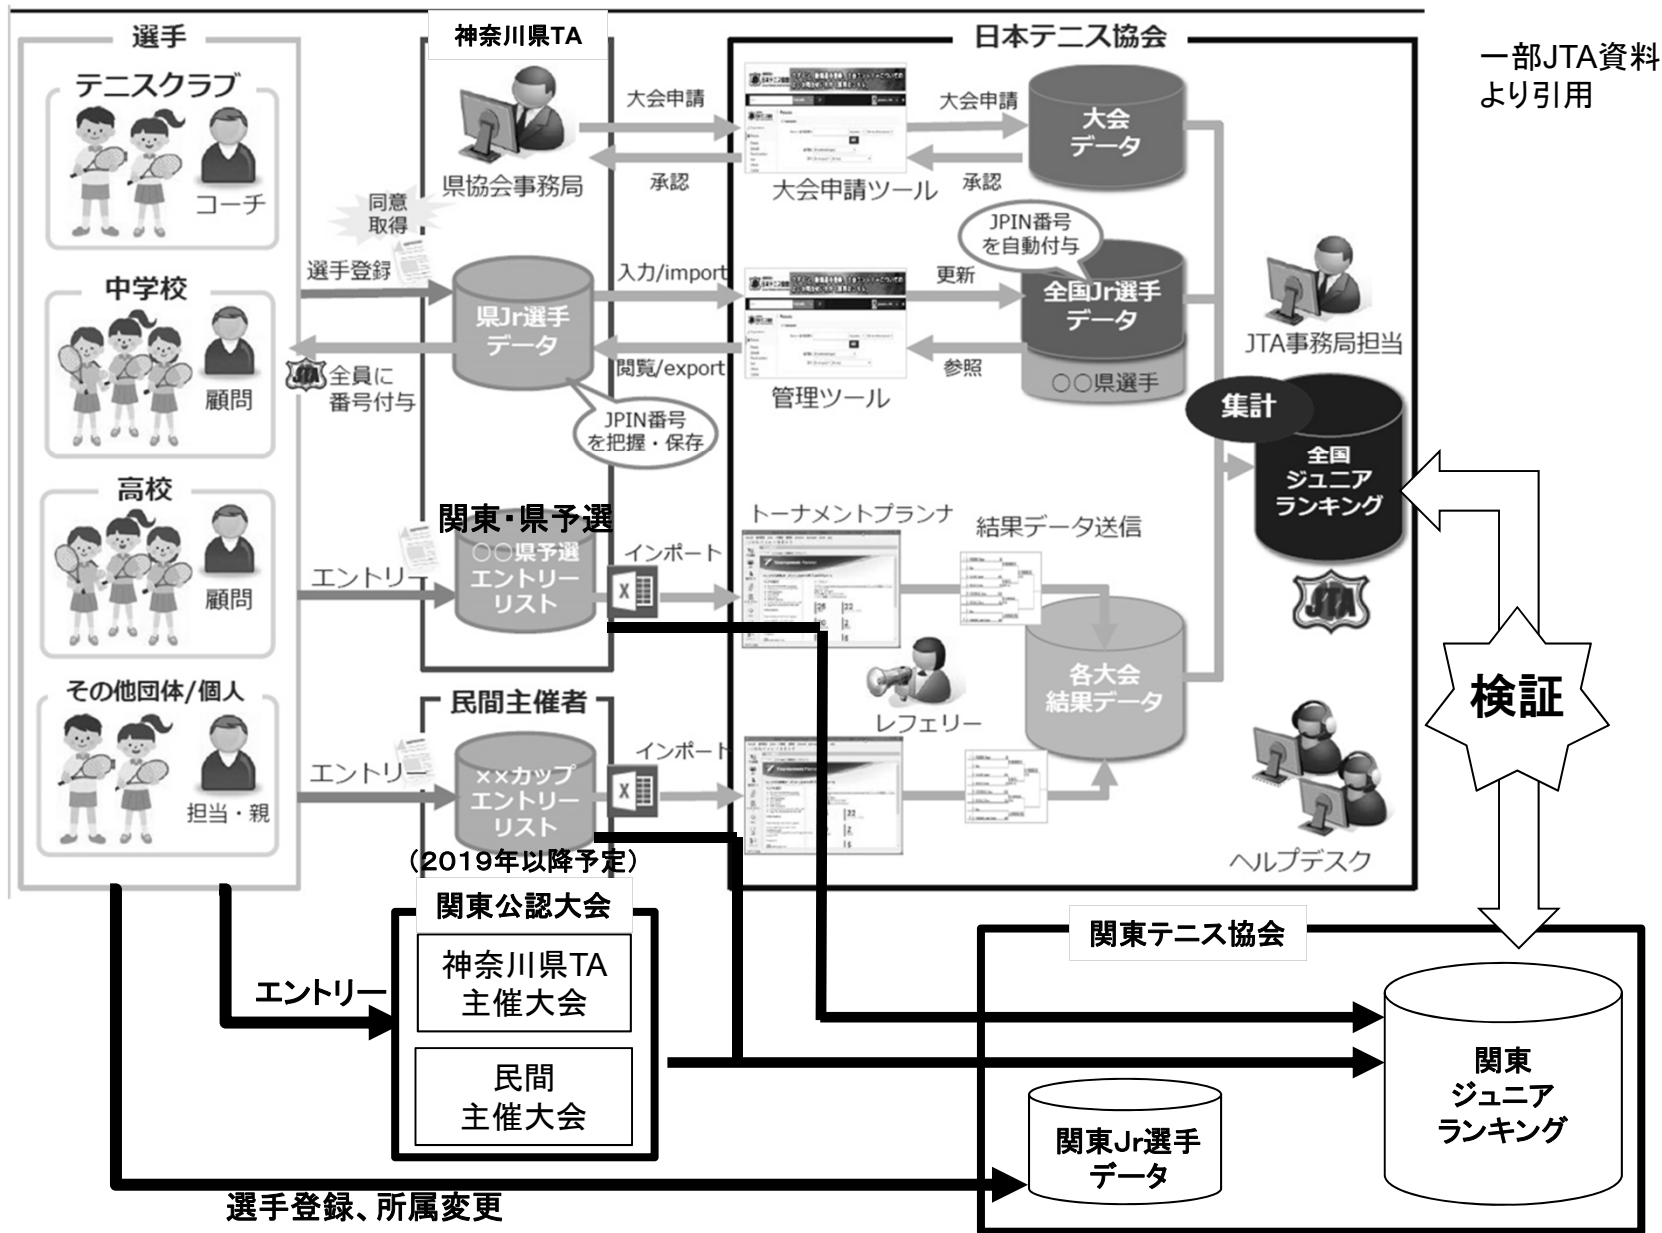 選手
テニスクラブ
コーチ
中学校
顧問
高校
顧問
その他団体/個人
担当・親
神奈川県TA
県協会事務局
同意
取得
選手登録
県Jr選手
データ
JTA
全員に
番号付与
JPIN番号
を把握・保存
関東・県予選
○○県予選
エントリー
リスト
エントリー
民間主催者
××カップ
エントリー
リスト
エントリー
(2019年以降予定)
大会申請
承認
入力/import
閲覧/export
インポート
インポート
日本テニス協会
大会申請ツール
大会申請
承認
大会
データ
JPIN番号
を自動付与
管理ツール
更新
参照
全国Jr選手
データ
○○県選手
JTA事務局担当
集計
全国
ジュニア
ランキング
JTA
トーナメントプランナ
結果データ送信
レフェリー
各大会
結果データ
ヘルプデスク
一部JTA資料
より引用
検証
関東公認大会
神奈川県TA
主催大会
民間
主催大会
エントリー
選手登録、所属変更
関東テニス協会
関東Jr選手
データ
関東
ジュニア
ランキング